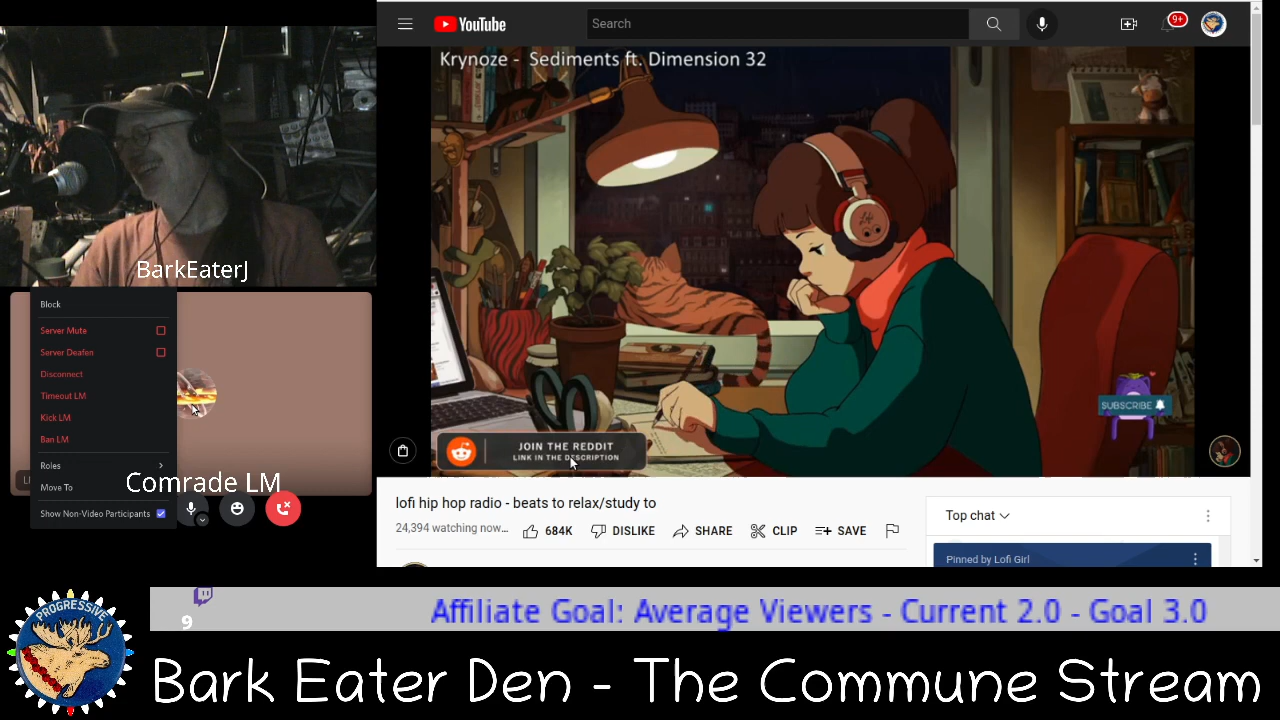 YouTube
Search
9+
Krynoze - Sediments ft. Dimension 32
BarkEaterJ
Block
Server Mute
Server Deafen
Disconnect
Timeout LM
Kick LM
Ban LM
Roles
Move To
Show Non-Video Participants
Comrade LM
JOIN THE REDDIT
LINK IN THE DESCRIPTION
SUBSCRIBE
lofi hip hop radio - beats to relax/study to
24,394 watching now...
684K
DISLIKE
SHARE
CLIP
SAVE
Top chat
Pinned by Lofi Girl
PROGRESSIVE
9
Affiliate Goal: Average Viewers - Current 2.0 - Goal 3.0
Bark Eater Den - The Commune Stream